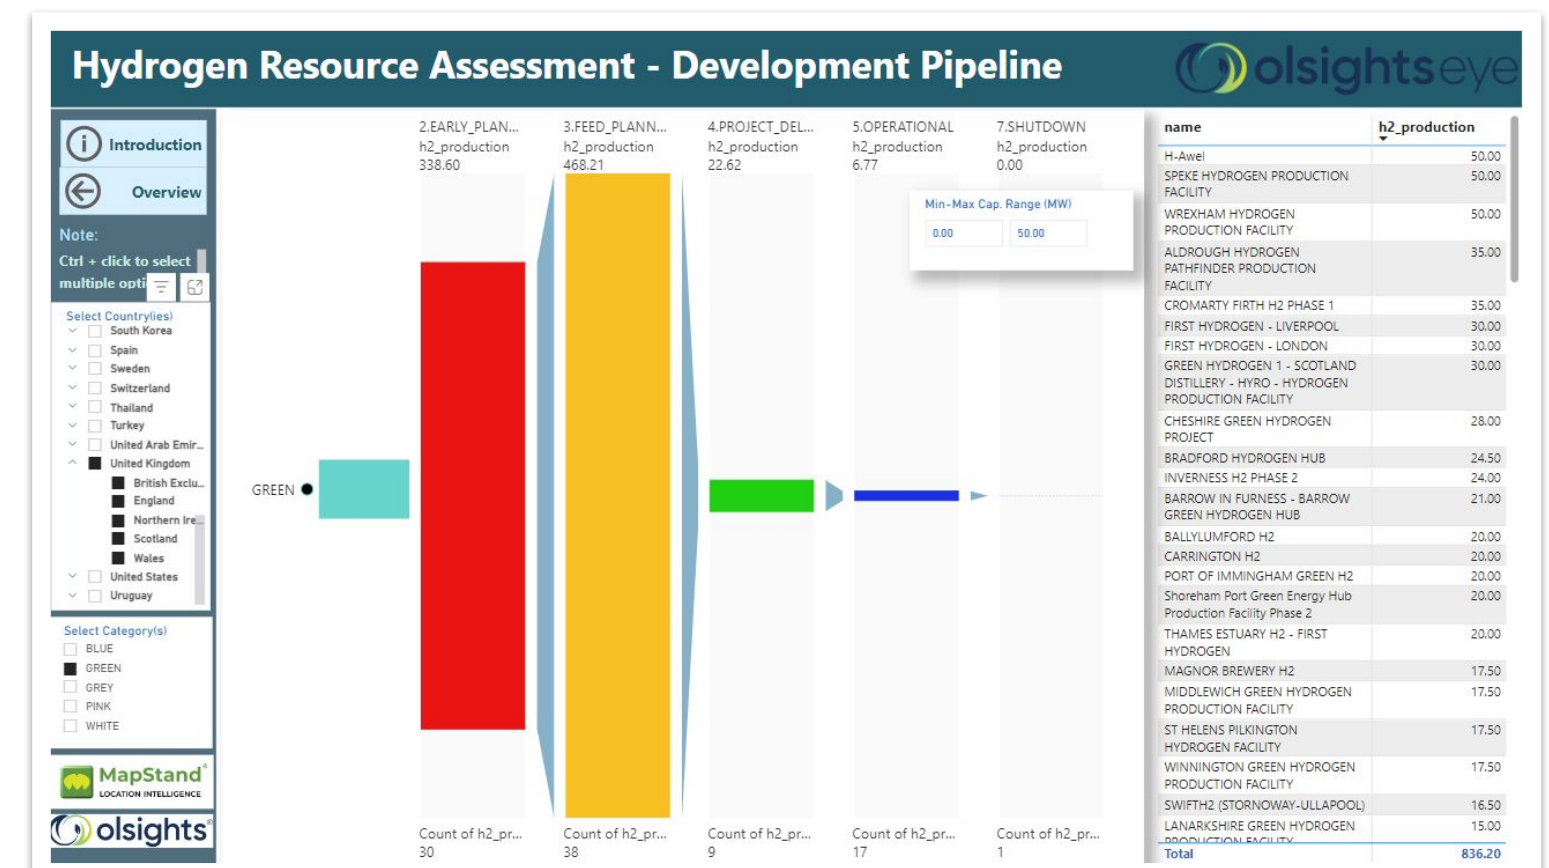 Hydrogen Resource Assessment - Development Pipeline
olsightseye
Introduction
Overview
Note:
Ctrl + click to select
multiple opti
Select Country(ies)
South Korea
Spain
Sweden
Switzerland
Thailand
Turkey
United Arab Emir...
United Kingdom
British Exclu...
England
Northern Ire...
Scotland
Wales
United States
Uruguay
Select Category(s)
BLUE
GREEN
GREY
PINK
WHITE
MapStand
LOCATION INTELLIGENCE
olsights
GREEN
2.EARLY_PLAN...
h2_production
338.60
3.FEED_PLANN...
h2_production
468.21
4.PROJECT_DEL...
h2_production
22.62
5.OPERATIONAL
h2_production
6.77
7.SHUTDOWN
h2_production
0.00
Min-Max Cap. Range (MW)
0.00 50.00
Count of h2_pr...
30
Count of h2_pr...
38
Count of h2_pr...
9
Count of h2_pr...
17
Count of h2_pr...
1
name h2_production
H-Awel 50.00
SPEKE HYDROGEN PRODUCTION 50.00
FACILITY
WREXHAM HYDROGEN 50.00
PRODUCTION FACILITY
ALDROUGH HYDROGEN 35.00
PATHFINDER PRODUCTION
FACILITY
CROMARTY FIRTH H2 PHASE 1 35.00
FIRST HYDROGEN - LIVERPOOL 30.00
FIRST HYDROGEN - LONDON 30.00
GREEN HYDROGEN 1 - SCOTLAND 30.00
DISTILLERY - HYRO - HYDROGEN
PRODUCTION FACILITY
CHESHIRE GREEN HYDROGEN 28.00
PROJECT
BRADFORD HYDROGEN HUB 24.50
INVERNESS H2 PHASE 2 24.00
BARROW IN FURNESS - BARROW 21.00
GREEN HYDROGEN HUB
BALLYLUMFORD H2 20.00
CARRINGTON H2 20.00
PORT OF IMMINGHAM GREEN H2 20.00
Shoreham Port Green Energy Hub 20.00
Production Facility Phase 2
THAMES ESTUARY H2 - FIRST 20.00
HYDROGEN
MAGNOR BREWERY H2 17.50
MIDDLEWICH GREEN HYDROGEN 17.50
PRODUCTION FACILITY
ST HELENS PILKINGTON 17.50
HYDROGEN FACILITY
WINNINGTON GREEN HYDROGEN 17.50
PRODUCTION FACILITY
SWIFTH2 (STORNOWAY-ULLAPOOL) 16.50
LANARKSHIRE GREEN HYDROGEN 15.00
PRODUCTION FACILITY
Total 836.20